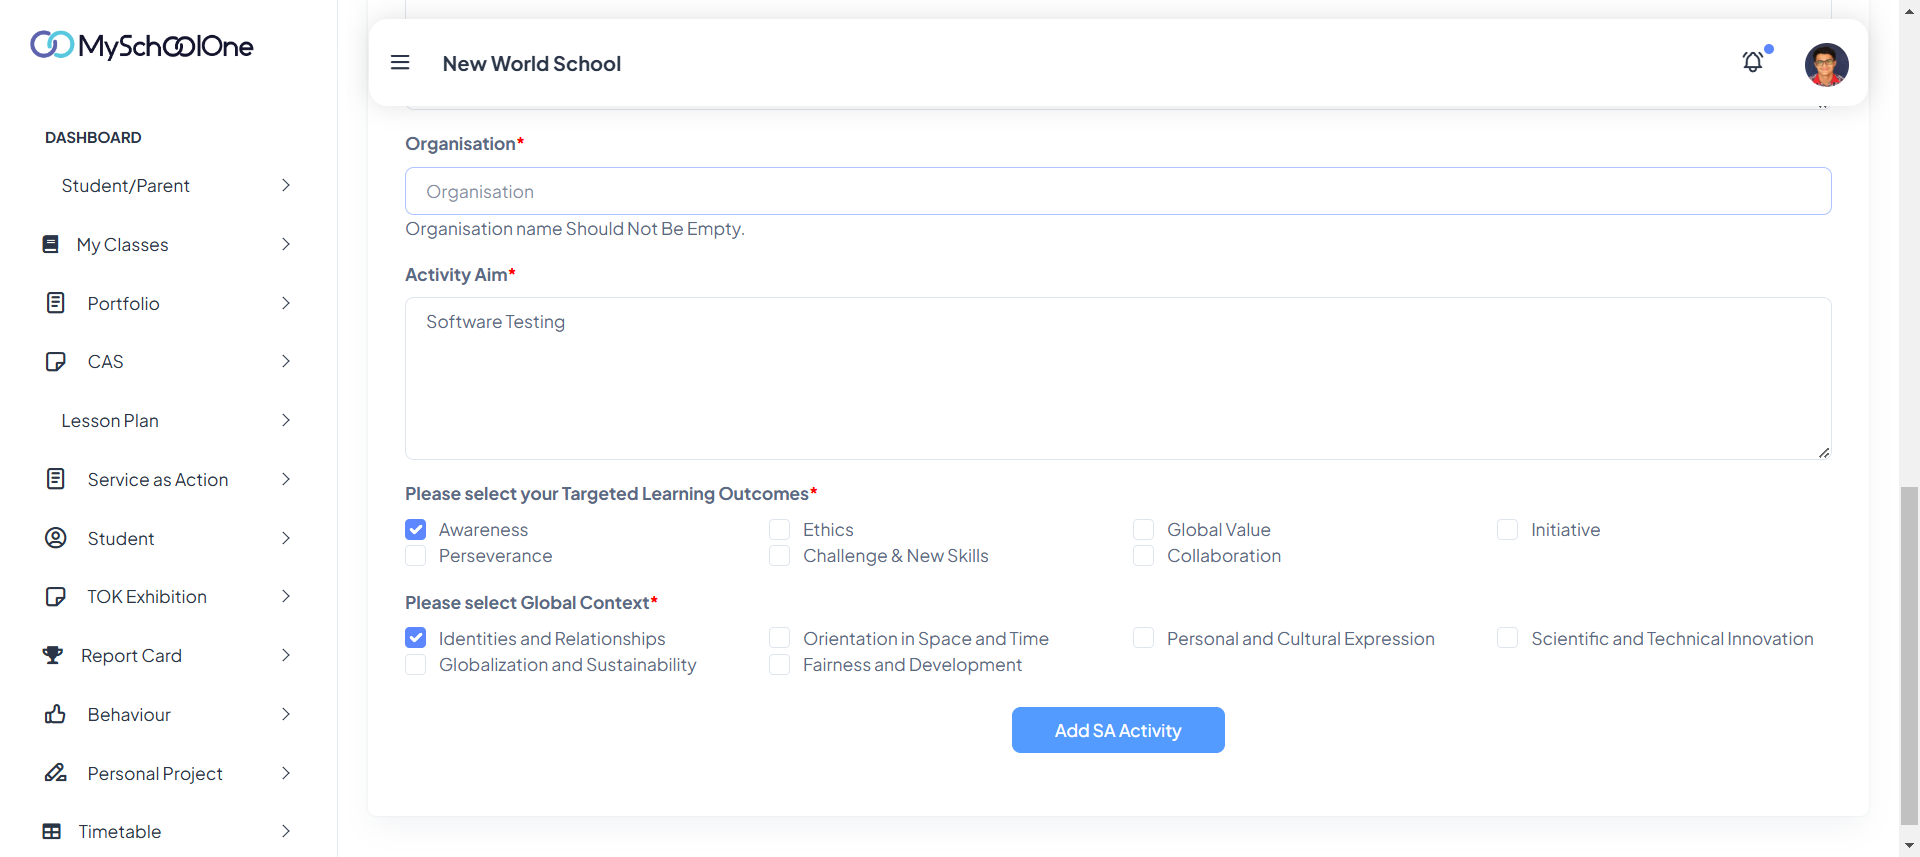 MySchoolOne
New World School
DASHBOARD
Student/Parent
My Classes
Portfolio
CAS
Lesson Plan
Service as Action
Student
TOK Exhibition
Report Card
Behaviour
Personal Project
Timetable
Organisation*
Organisation
Organisation name Should Not Be Empty.
Activity Aim*
Software Testing
Please select your Targeted Learning Outcomes*
Awareness Ethics Global Value Initiative
Perseverance Challenge & New Skills Collaboration
Please select Global Context*
Identities and Relationships Orientation in Space and Time Personal and Cultural Expression Scientific and Technical Innovation
Globalization and Sustainability Fairness and Development
Add SA Activity